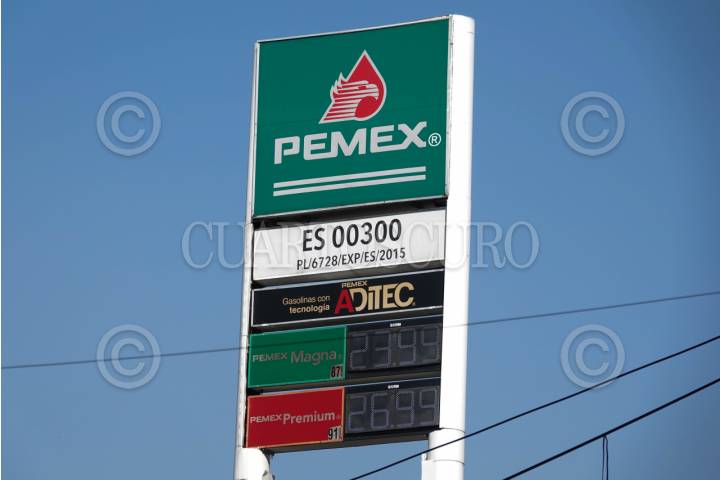 PEMEX®
ES 00300
PL/6728/EXP/ES/2015
Gasolinas con tecnología
PEMEX
ADITEC
PEMEX Magna
87
23.44
PEMEX Premium
91
26.99
CUARTOSCURO
©
©
©
©